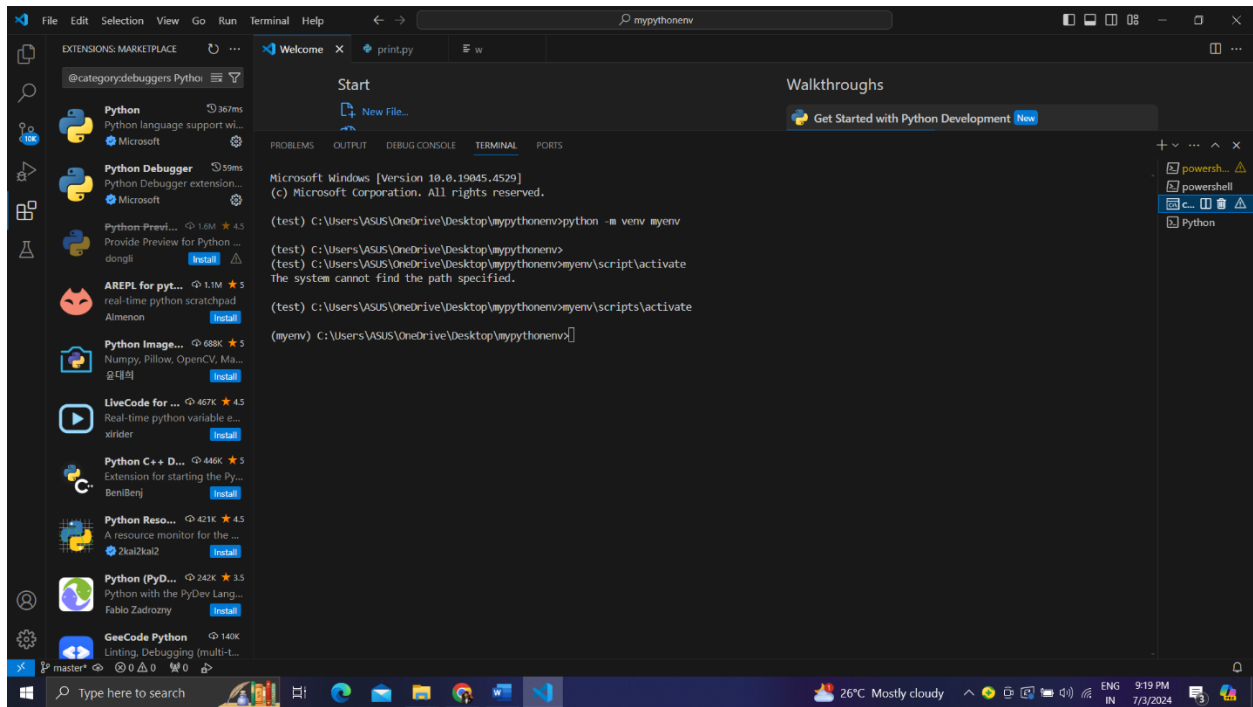 File Edit Selection View Go Run Terminal Help
mypythonenv
EXTENSIONS: MARKETPLACE
@category:debuggers Pytho
10K
Python 367ms
Python language support wi...
Microsoft
Python Debugger 59ms
Python Debugger extension...
Microsoft
Python Previ... 1.6M ★ 4.5
Provide Preview for Python ...
dongli Install
AREPL for pyt... 1.1M ★ 5
real-time python scratchpad
Almenon Install
Python Image... 688K ★ 5
Numpy, Pillow, OpenCV, Ma...
윤대희 Install
LiveCode for ... 467K ★ 4.5
Real-time python variable e...
xirider Install
Python C++ D... 446K ★ 5
Extension for starting the Py...
BeniBenj Install
Python Reso... 421K ★ 4.5
A resource monitor for the ...
2kai2kai2 Install
Python (PyD... 242K ★ 3.5
Python with the PyDev Lang...
Fabio Zadrozny Install
GeeCode Python 140K
Linting, Debugging (multi-t...
Welcome print.py w
Start
New File...
Walkthroughs
Get Started with Python Development New
PROBLEMS OUTPUT DEBUG CONSOLE TERMINAL PORTS
Microsoft Windows [Version 10.0.19045.4529]
(c) Microsoft Corporation. All rights reserved.
(test) C:\Users\ASUS\OneDrive\Desktop\mypythonenv>python -m venv myenv
(test) C:\Users\ASUS\OneDrive\Desktop\mypythonenv>
(test) C:\Users\ASUS\OneDrive\Desktop\mypythonenv>myenv\script\activate
The system cannot find the path specified.
(test) C:\Users\ASUS\OneDrive\Desktop\mypythonenv>myenv\scripts\activate
(myenv) C:\Users\ASUS\OneDrive\Desktop\mypythonenv>
powersh...
powershell
c...
Python
master* 0 0 0
Type here to search
26°C Mostly cloudy
ENG
IN
9:19 PM
7/3/2024
3